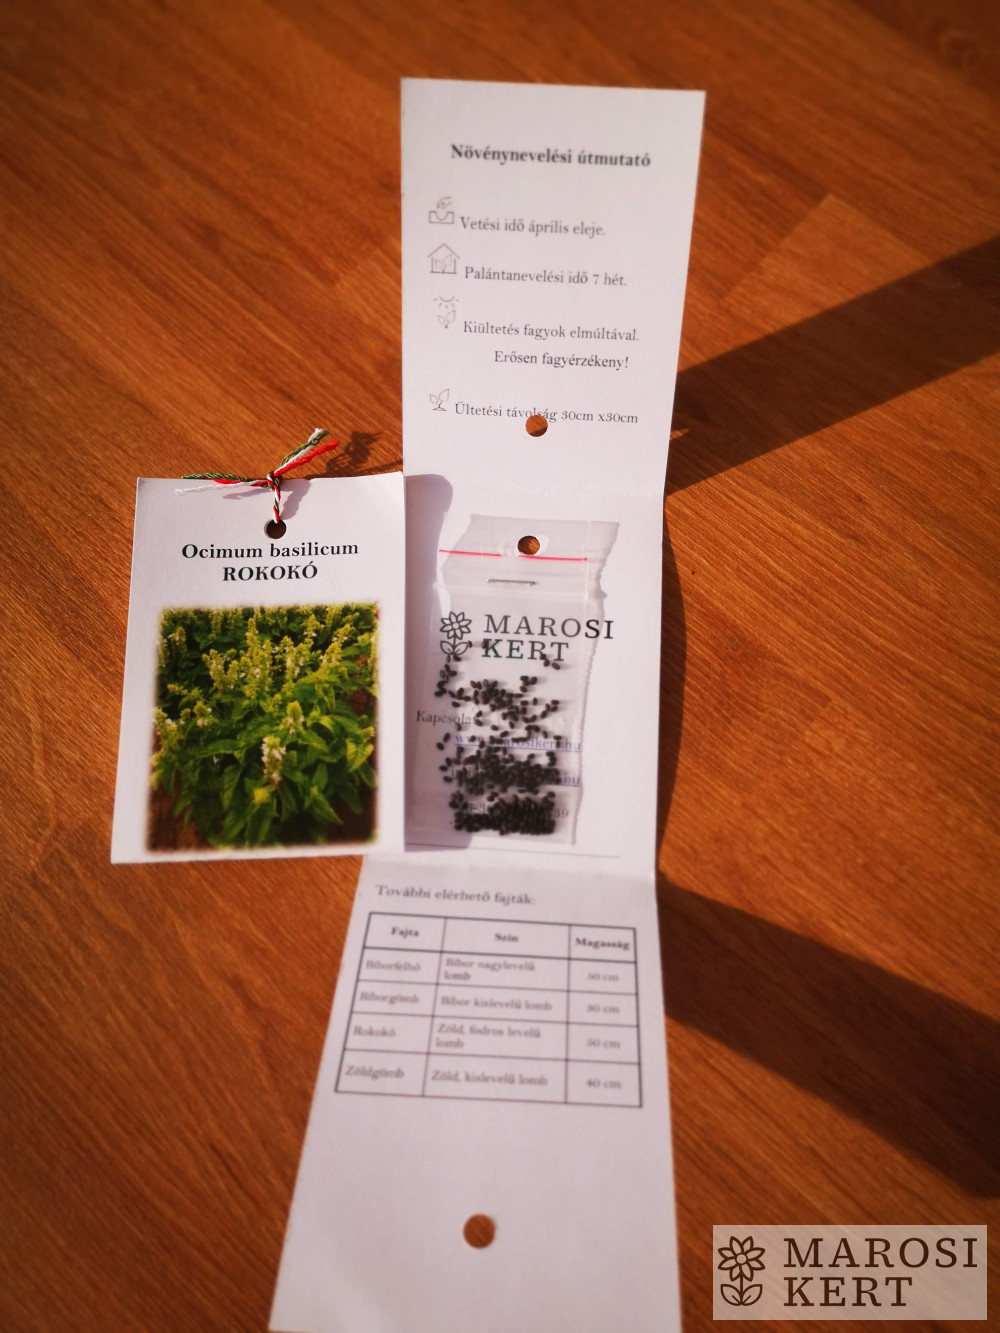 Növénynevelési útmutató
Vetési idő április eleje.
Palántanevelési idő 7 hét.
Kiültetés fagyok elmúltával.
Erősen fagyérzékeny!
Ültetési távolság 30cm x30cm
Ocimum basilicum
ROKOKÓ
MAROSI
KERT
További elérhető fajták:
Fajta Szín Magasság
Bíborfelhő Bíbor nagylevelű lomb 50 cm
Bíborgömb Bíbor kislevelű lomb 30 cm
Rokokó Zöld, fodros levelű lomb 50 cm
Zöldgömb Zöld, kislevelű lomb 40 cm
MAROSI
KERT